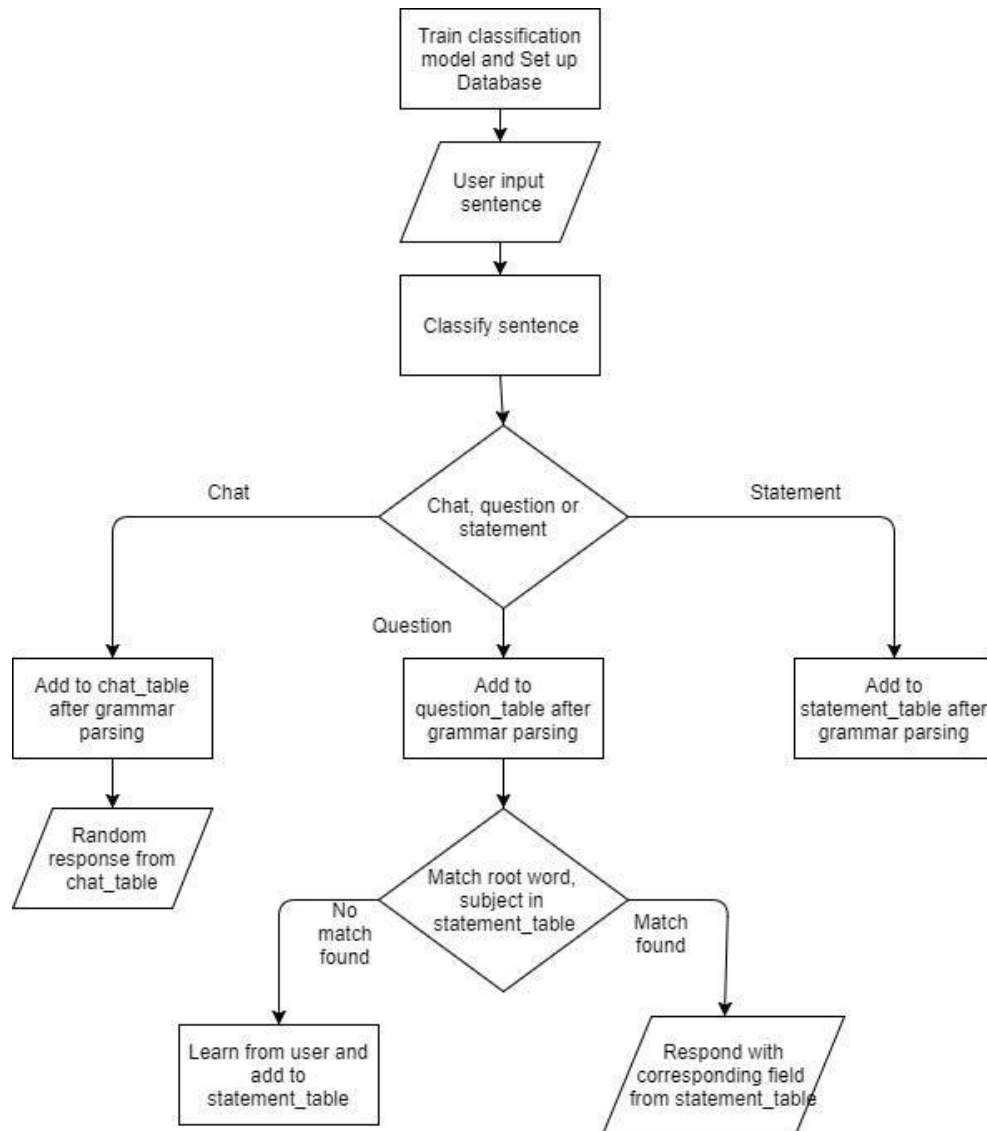 Train classification
model and Set up
Database
User input
sentence
Classify sentence
Chat
Chat, question or
statement
Statement
Question
Add to chat_table
after grammar
parsing
Add to
question_table after
grammar parsing
Add to
statement_table after
grammar parsing
Random
response from
chat_table
Match root word,
subject in
statement_table
No
match
found
Match
found
Learn from user and
add to
statement_table
Respond with
corresponding field
from statement_table